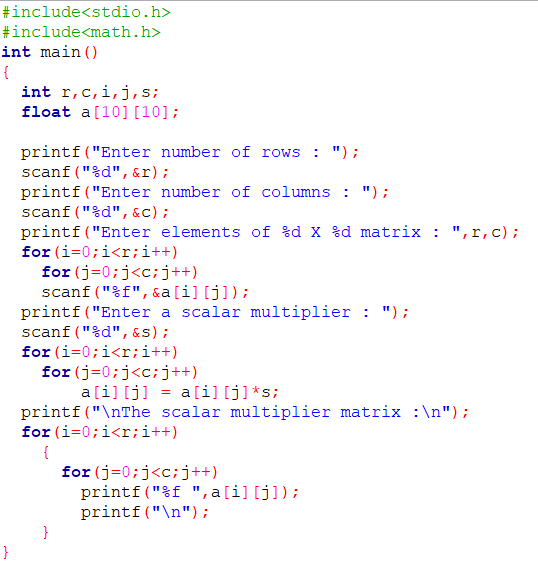 #include<stdio.h>
#include<math.h>
int main()
{
  int r,c,i,j,s;
  float a[10][10];

  printf("Enter number of rows : ");
  scanf("%d",&r);
  printf("Enter number of columns : ");
  scanf("%d",&c);
  printf("Enter elements of %d X %d matrix : ",r,c);
  for(i=0;i<r;i++)
    for(j=0;j<c;j++)
    scanf("%f",&a[i][j]);
  printf("Enter a scalar multiplier : ");
  scanf("%d",&s);
  for(i=0;i<r;i++)
    for(j=0;j<c;j++)
        a[i][j] = a[i][j]*s;
  printf("\nThe scalar multiplier matrix :\n");
  for(i=0;i<r;i++)
    {
      for(j=0;j<c;j++)
        printf("%f ",a[i][j]);
        printf("\n");
    }
}